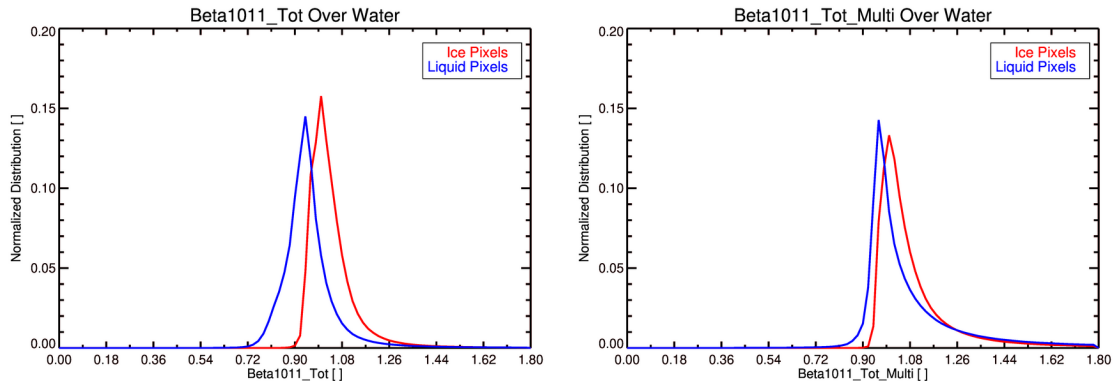 Beta1011_Tot Over Water
0.20
0.15
0.10
0.05
0.00
Normalized Distribution [ ]
Ice Pixels
Liquid Pixels
0.00 0.18 0.36 0.54 0.72 0.90 1.08 1.26 1.44 1.62 1.80
Beta1011_Tot [ ]
Beta1011_Tot_Multi Over Water
0.20
0.15
0.10
0.05
0.00
Normalized Distribution [ ]
Ice Pixels
Liquid Pixels
0.00 0.18 0.36 0.54 0.72 0.90 1.08 1.26 1.44 1.62 1.80
Beta1011_Tot_Multi [ ]